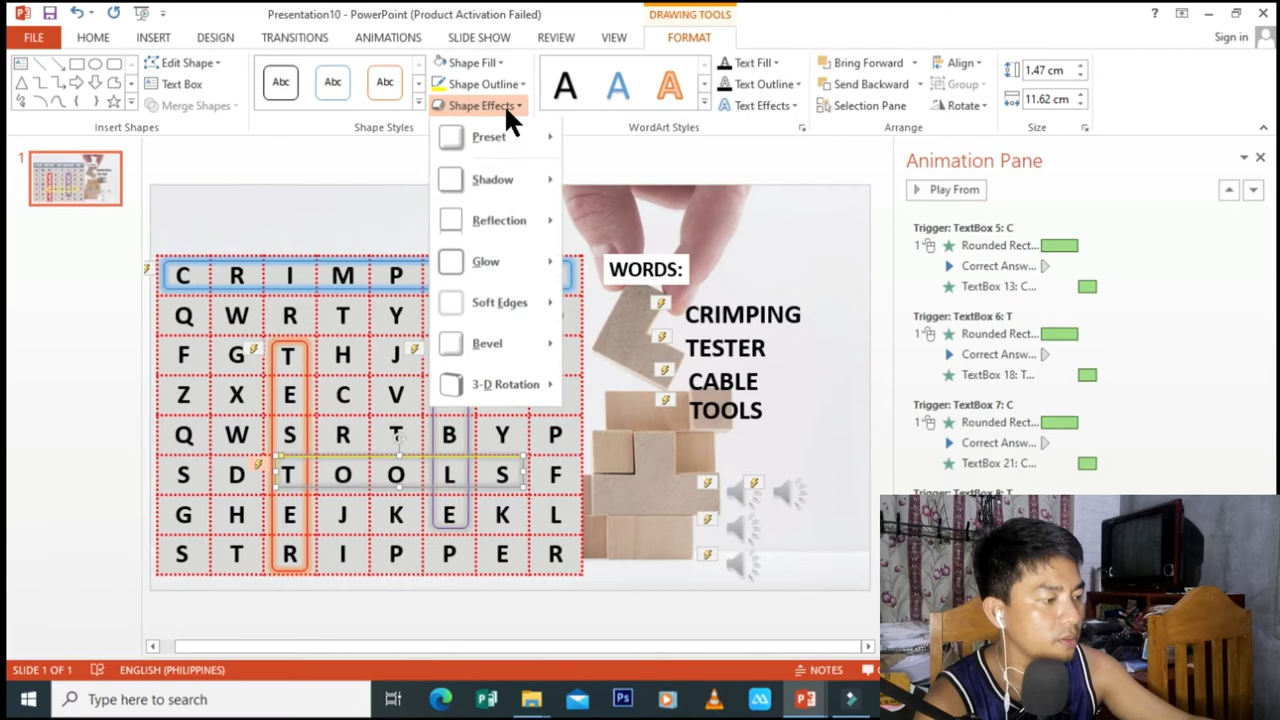 Presentation10 - PowerPoint (Product Activation Failed)
DRAWING TOOLS
FILE HOME INSERT DESIGN TRANSITIONS ANIMATIONS SLIDE SHOW REVIEW VIEW FORMAT Sign in
Edit Shape
Text Box
Merge Shapes
Insert Shapes
Abc Abc Abc
Shape Styles
Shape Fill
Shape Outline
Shape Effects
A A A
WordArt Styles
Text Fill
Text Outline
Text Effects
Bring Forward
Send Backward
Selection Pane
Align
Group
Rotate
Arrange
1.47 cm
11.62 cm
Size
Preset
Shadow
Reflection
Glow
Soft Edges
Bevel
3-D Rotation
1
C R I M P
Q W R T Y
F G T H J
Z X E C V
Q W S R T B Y P
S D T O O L S F
G H E J K E K L
S T R I P P E R
WORDS:
CRIMPING
TESTER
CABLE
TOOLS
Animation Pane
Play From
Trigger: TextBox 5: C
1 Rounded Rect...
Correct Answ...
TextBox 13: C...
Trigger: TextBox 6: T
1 Rounded Rect...
Correct Answ...
TextBox 18: T...
Trigger: TextBox 7: C
1 Rounded Rect...
Correct Answ...
TextBox 21: C...
SLIDE 1 OF 1 ENGLISH (PHILIPPINES) NOTES
Type here to search